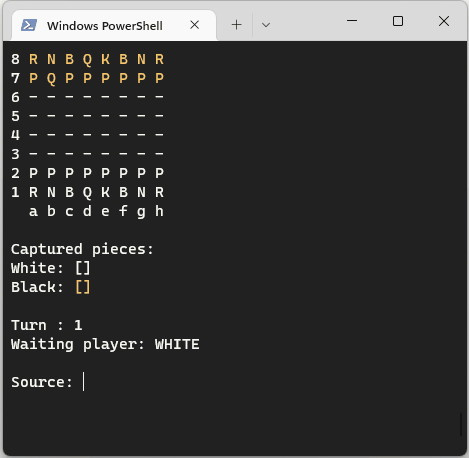 Windows PowerShell
8 R N B Q K B N R
7 P Q P P P P P P
6 - - - - - - - -
5 - - - - - - - -
4 - - - - - - - -
3 - - - - - - - -
2 P P P P P P P P
1 R N B Q K B N R
  a b c d e f g h
Captured pieces:
White: []
Black: []
Turn : 1
Waiting player: WHITE
Source: